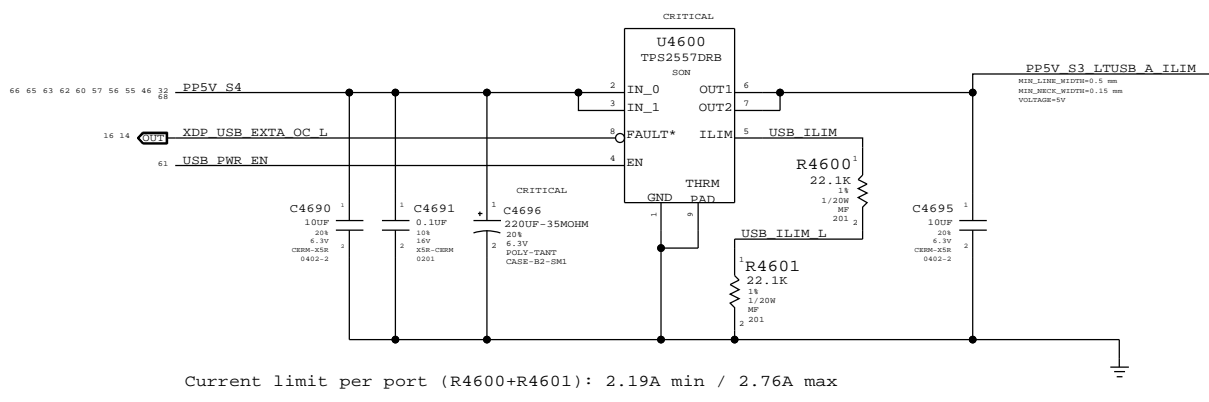 CRITICAL
U4600
TPS2557DRB
SON
66 65 63 62 60 57 56 55 46 32
68
PP5V_S4
2 IN_0 OUT1 6
3 IN_1 OUT2 7
PP5V_S3_LTUSB_A_ILIM
MIN_LINE_WIDTH=0.5 mm
MIN_NECK_WIDTH=0.15 mm
VOLTAGE=5V
16 14 OUT XDP_USB_EXTA_OC_L
8 FAULT* ILIM 5 USB_ILIM
61 USB_PWR_EN
4 EN
THRM
GND PAD
1 9
R4600
1
22.1K
1%
1/20W
MF
201
2
USB_ILIM_L
1
R4601
22.1K
1%
1/20W
MF
201
2
C4690
1
10UF
20%
6.3V
CERM-X5R
0402-2
2
C4691
1
0.1UF
10%
16V
X5R-CERM
0201
2
CRITICAL
1
C4696
+
220UF-35MOHM
20%
6.3V
POLY-TANT
CASE-B2-SM1
2
C4695
1
10UF
20%
6.3V
CERM-X5R
0402-2
2
Current limit per port (R4600+R4601): 2.19A min / 2.76A max